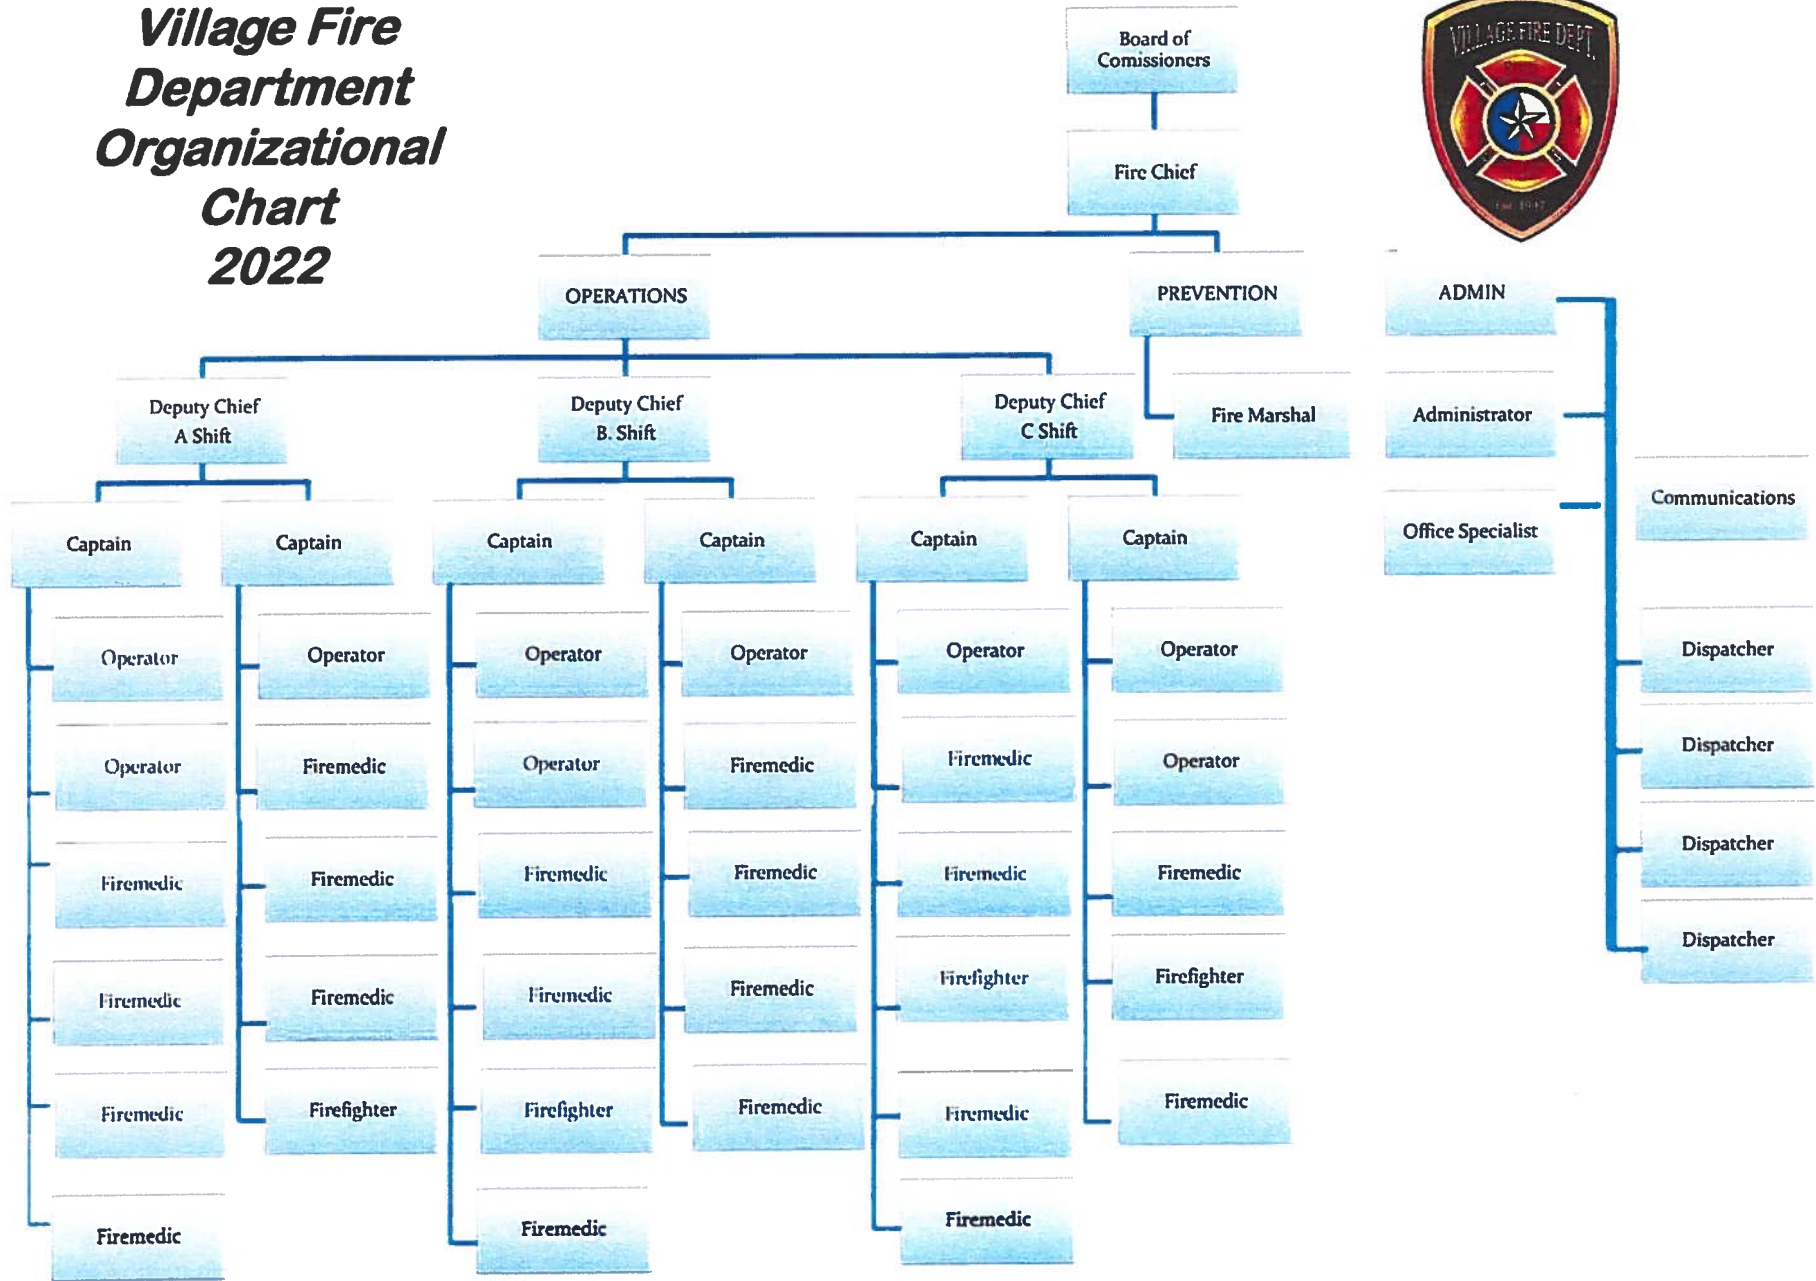 Village Fire
Department
Organizational
Chart
2022
Board of
Comissioners
VILLAGE FIRE DEPT.
Fire Chief
OPERATIONS
PREVENTION
ADMIN
Deputy Chief
A Shift
Deputy Chief
B. Shift
Deputy Chief
C Shift
Fire Marshal
Administrator
Communications
Office Specialist
Captain
Captain
Captain
Captain
Captain
Captain
Operator
Operator
Operator
Operator
Operator
Operator
Dispatcher
Operator
Firemedic
Operator
Firemedic
Firemedic
Operator
Dispatcher
Firemedic
Firemedic
Firemedic
Firemedic
Firemedic
Firemedic
Dispatcher
Firemedic
Firemedic
Firemedic
Firemedic
Firefighter
Firefighter
Dispatcher
Firemedic
Firefighter
Firefighter
Firemedic
Firemedic
Firemedic
Firemedic
Firemedic
Firemedic